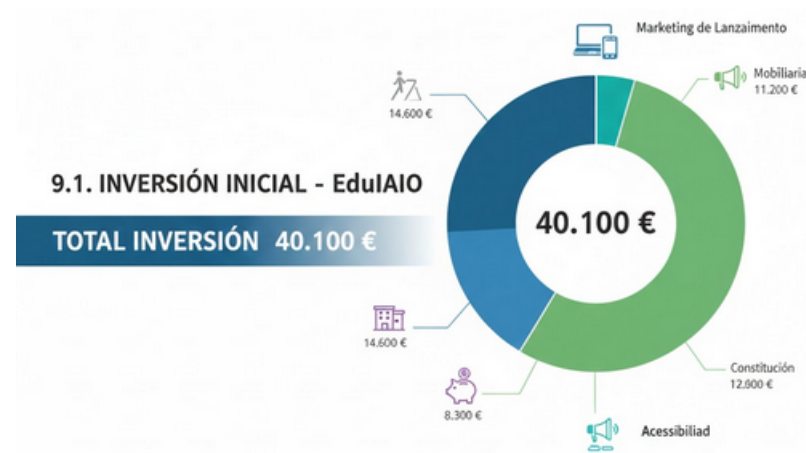 Marketing de Lanzaimento
Mobiliaria
11.200 €
14.600 €
9.1. INVERSIÓN INICIAL - EduIAIO
TOTAL INVERSIÓN 40.100 €
40.100 €
14.600 €
8.300 €
Constitución
12.800 €
Acessibiliad